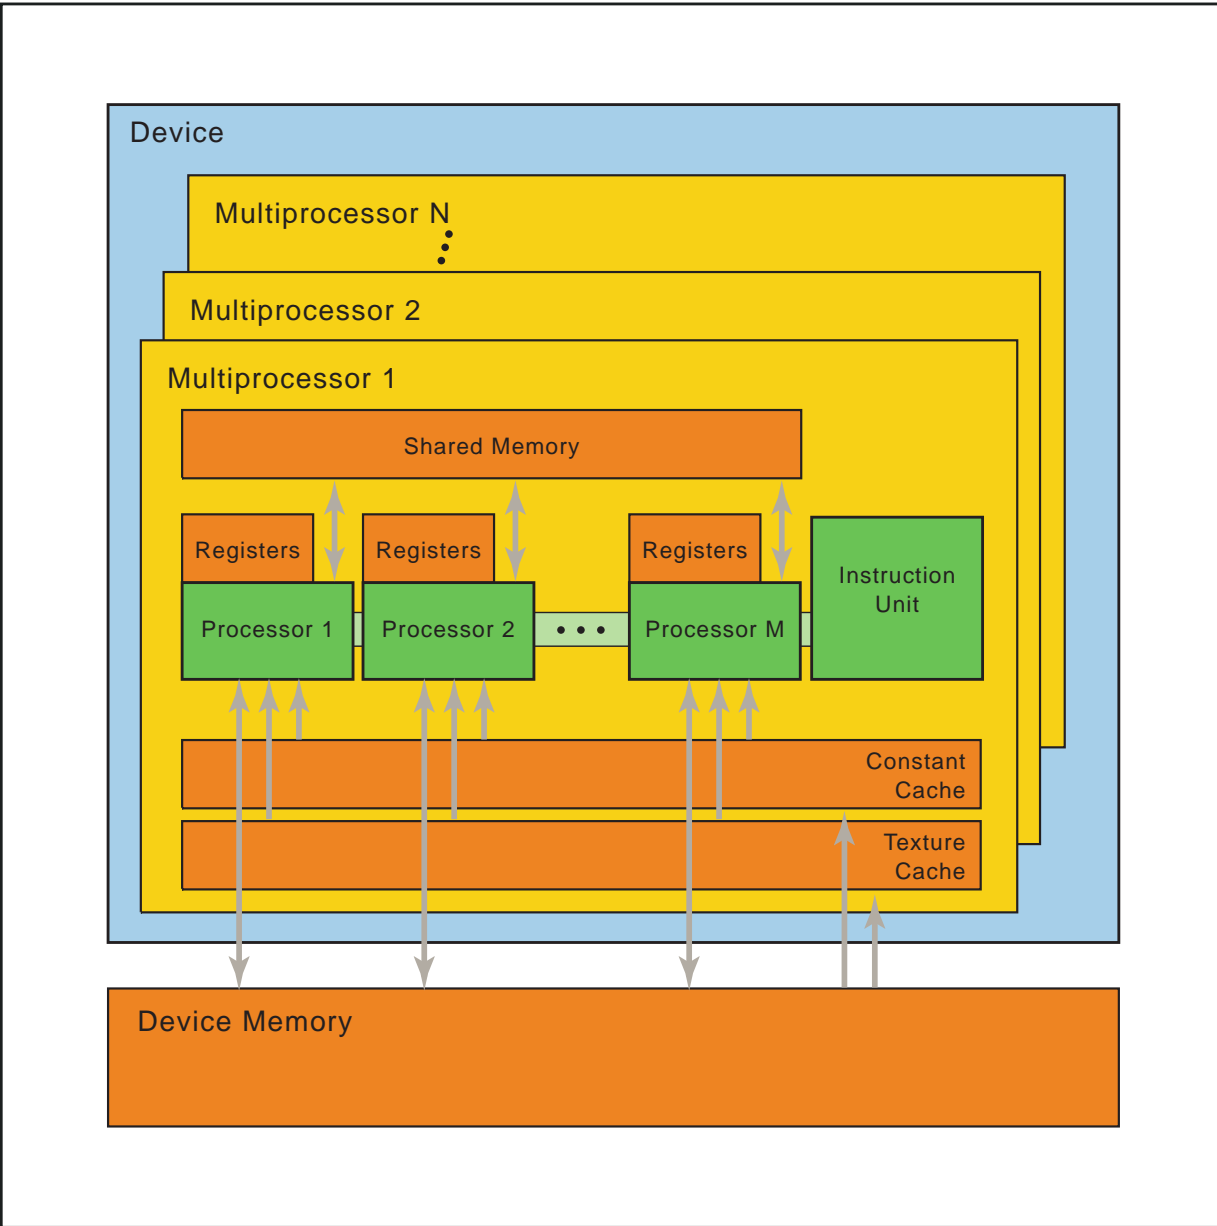 Device
Multiprocessor N
Multiprocessor 2
Multiprocessor 1
Shared Memory
Registers
Registers
Registers
Instruction
Unit
Processor 1
Processor 2
Processor M
Constant
Cache
Texture
Cache
Device Memory